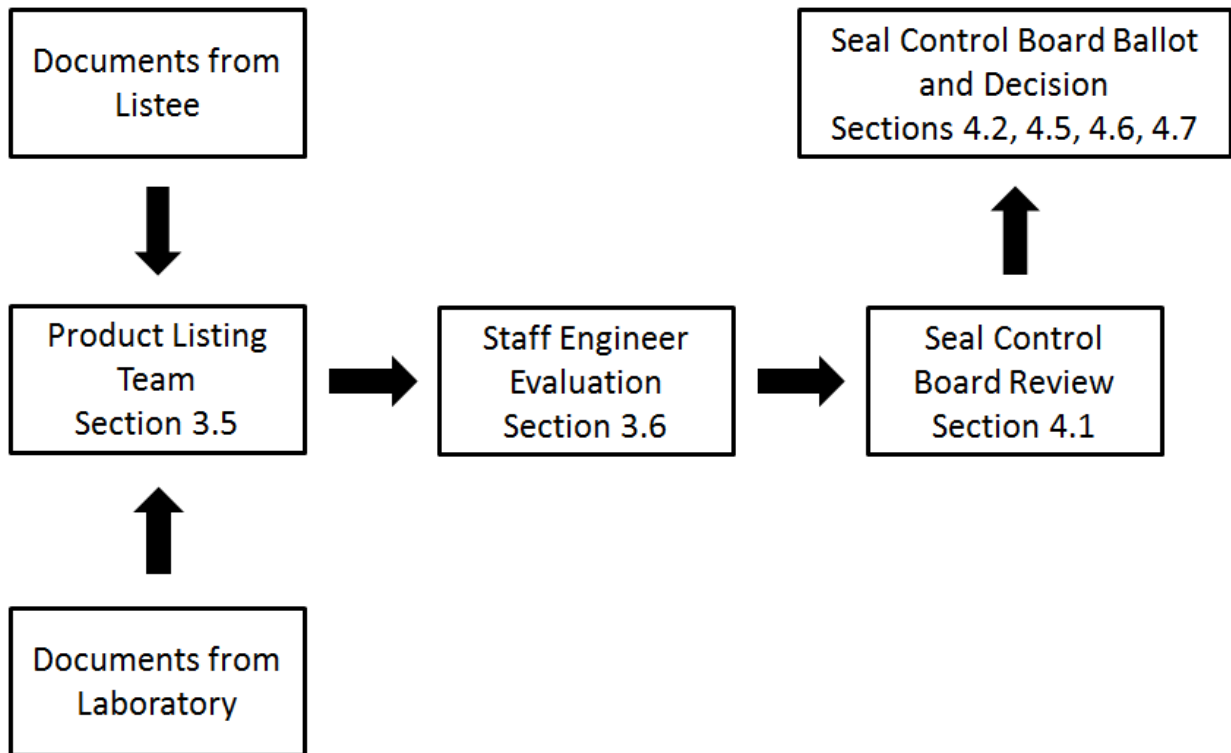 Documents from
Listee
Seal Control Board Ballot
and Decision
Sections 4.2, 4.5, 4.6, 4.7
Product Listing
Team
Section 3.5
Staff Engineer
Evaluation
Section 3.6
Seal Control
Board Review
Section 4.1
Documents from
Laboratory